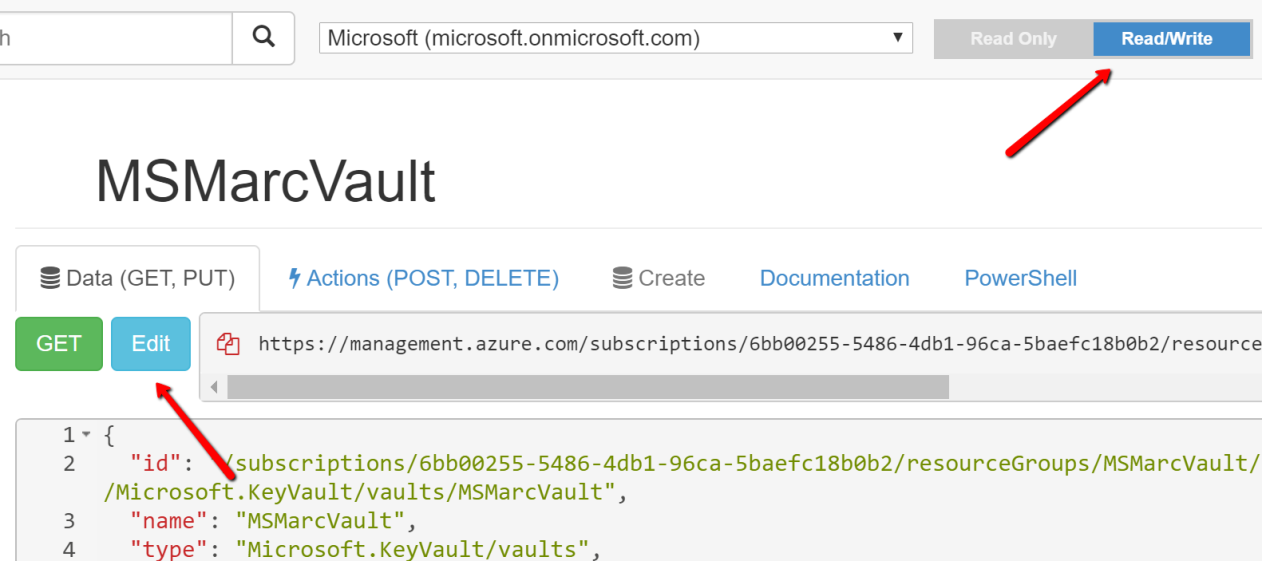 h
Microsoft (microsoft.onmicrosoft.com)
Read Only
Read/Write
MSMarcVault
Data (GET, PUT)
Actions (POST, DELETE)
Create
Documentation
PowerShell
GET
Edit
https://management.azure.com/subscriptions/6bb00255-5486-4db1-96ca-5baefc18b0b2/resource
1 {
2 "id": "/subscriptions/6bb00255-5486-4db1-96ca-5baefc18b0b2/resourceGroups/MSMarcVault/
/Microsoft.KeyVault/vaults/MSMarcVault",
3 "name": "MSMarcVault",
4 "type": "Microsoft.KeyVault/vaults",